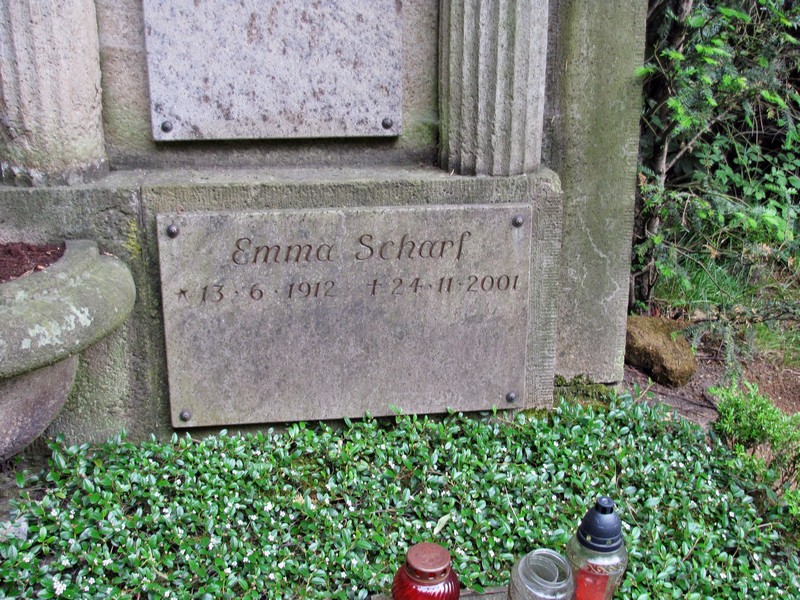 Emma Scharf
* 13 · 6 · 1912 † 24 · 11 · 2001